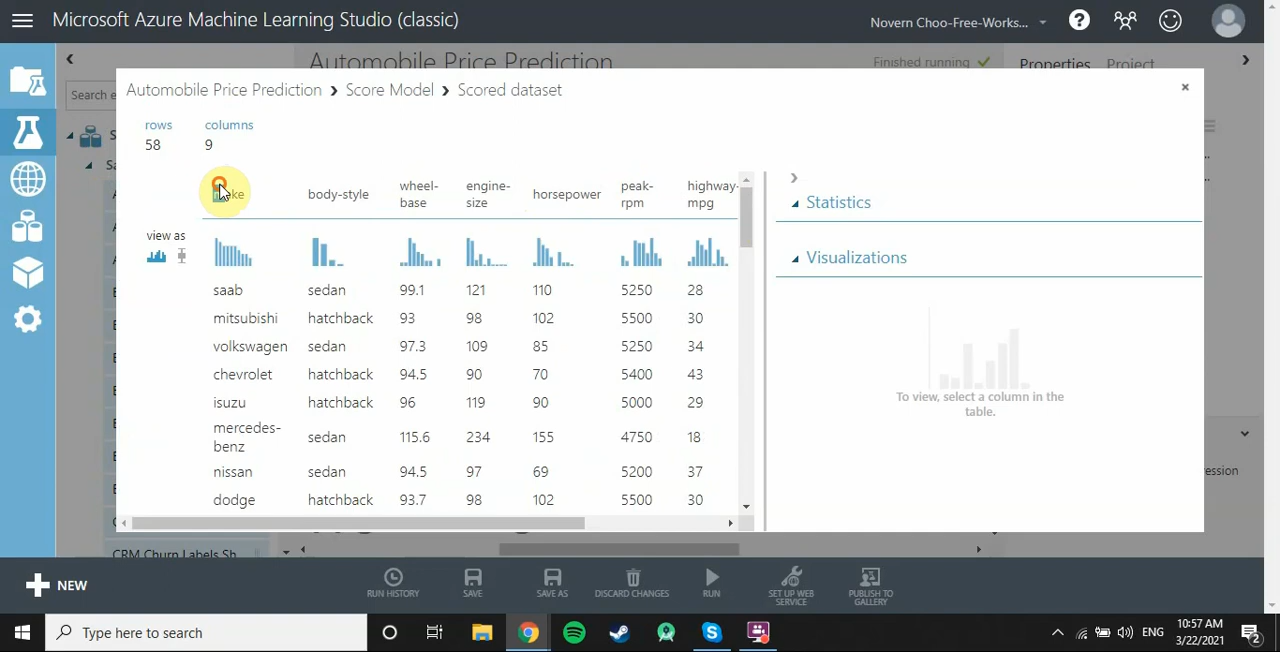 Microsoft Azure Machine Learning Studio (classic)
Novern Choo-Free-Works...
Automobile Price Prediction
Finished running
Properties Project
Search e
Automobile Price Prediction Score Model Scored dataset
rows columns
58 9
body-style wheel-base engine-size horsepower peak-rpm highway-mpg
view as
saab sedan 99.1 121 110 5250 28
mitsubishi hatchback 93 98 102 5500 30
volkswagen sedan 97.3 109 85 5250 34
chevrolet hatchback 94.5 90 70 5400 43
isuzu hatchback 96 119 90 5000 29
mercedes-benz sedan 115.6 234 155 4750 18
nissan sedan 94.5 97 69 5200 37
dodge hatchback 93.7 98 102 5500 30
Statistics
Visualizations
To view, select a column in the
table.
ression
CRM Churn Labels Sh
NEW
RUN HISTORY
SAVE
SAVE AS
DISCARD CHANGES
RUN
SET UP WEB
SERVICE
PUBLISH TO
GALLERY
Type here to search
ENG
10:57 AM
3/22/2021
2